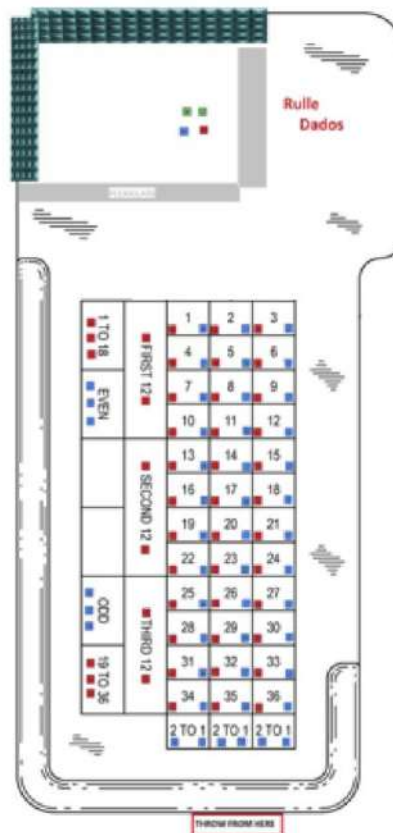 Rulle
Dados
PLEXIGLASS
1 2 3
1 TO 18
FIRST 12
4 5 6
7 8 9
EVEN
10 11 12
13 14 15
SECOND 12
16 17 18
19 20 21
22 23 24
25 26 27
ODD
THIRD 12
28 29 30
31 32 33
19 TO 36
34 35 36
2 TO 1 2 TO 1 2 TO 1
THROW FROM HERE